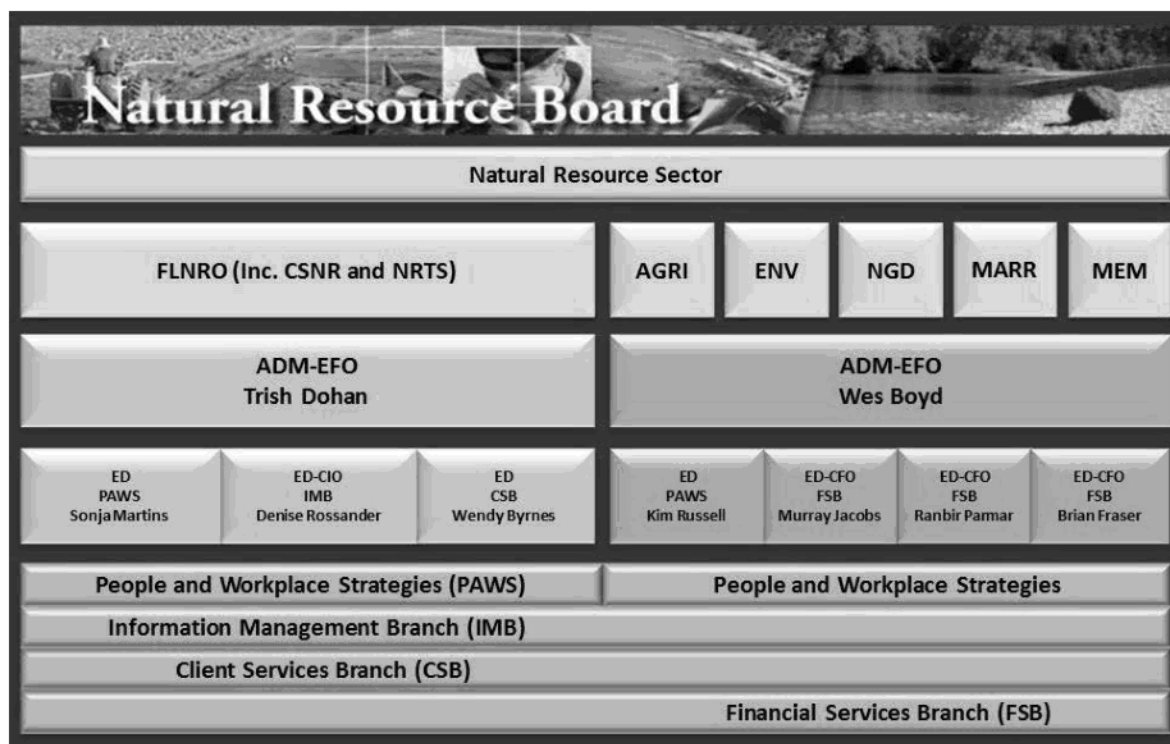 Natural Resource Board
Natural Resource Sector
FLNRO (Inc. CSNR and NRTS)
AGRI
ENV
NGD
MARR
MEM
ADM-EFO
Trish Dohan
ADM-EFO
Wes Boyd
ED
PAWS
Sonja Martins
ED-CIO
IMB
Denise Rossander
ED
CSB
Wendy Byrnes
ED
PAWS
Kim Russell
ED-CFO
FSB
Murray Jacobs
ED-CFO
FSB
Ranbir Parmar
ED-CFO
FSB
Brian Fraser
People and Workplace Strategies (PAWS)
People and Workplace Strategies
Information Management Branch (IMB)
Client Services Branch (CSB)
Financial Services Branch (FSB)